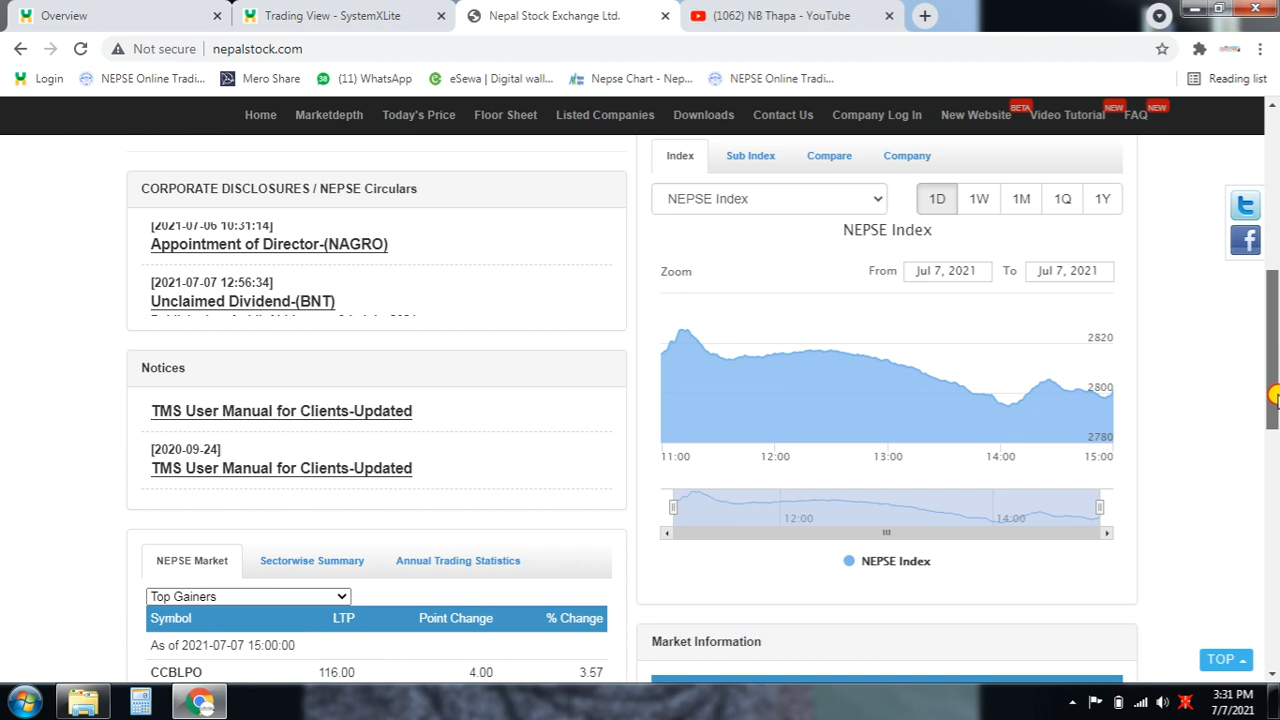 Overview
Trading View - SystemXLite
Nepal Stock Exchange Ltd.
(1062) NB Thapa - YouTube
Not secure
nepalstock.com
Login
NEPSE Online Tradi...
Mero Share
(11) WhatsApp
eSewa | Digital wall...
Nepse Chart - Nep...
NEPSE Online Tradi...
Reading list
Home
Marketdepth
Today's Price
Floor Sheet
Listed Companies
Downloads
Contact Us
Company Log In
New Website
BETA
Video Tutorial
NEW
FAQ
NEW
CORPORATE DISCLOSURES / NEPSE Circulars
[2021-07-06 10:31:14]
Appointment of Director-(NAGRO)
[2021-07-07 12:56:34]
Unclaimed Dividend-(BNT)
Notices
TMS User Manual for Clients-Updated
[2020-09-24]
TMS User Manual for Clients-Updated
NEPSE Market
Sectorwise Summary
Annual Trading Statistics
Top Gainers
Symbol LTP Point Change % Change
As of 2021-07-07 15:00:00
CCBLPO 116.00 4.00 3.57
Index
Sub Index
Compare
Company
NEPSE Index
1D 1W 1M 1Q 1Y
NEPSE Index
Zoom
From Jul 7, 2021 To Jul 7, 2021
2820
2800
2780
11:00 12:00 13:00 14:00 15:00
12:00 14:00
NEPSE Index
Market Information
TOP
3:31 PM
7/7/2021